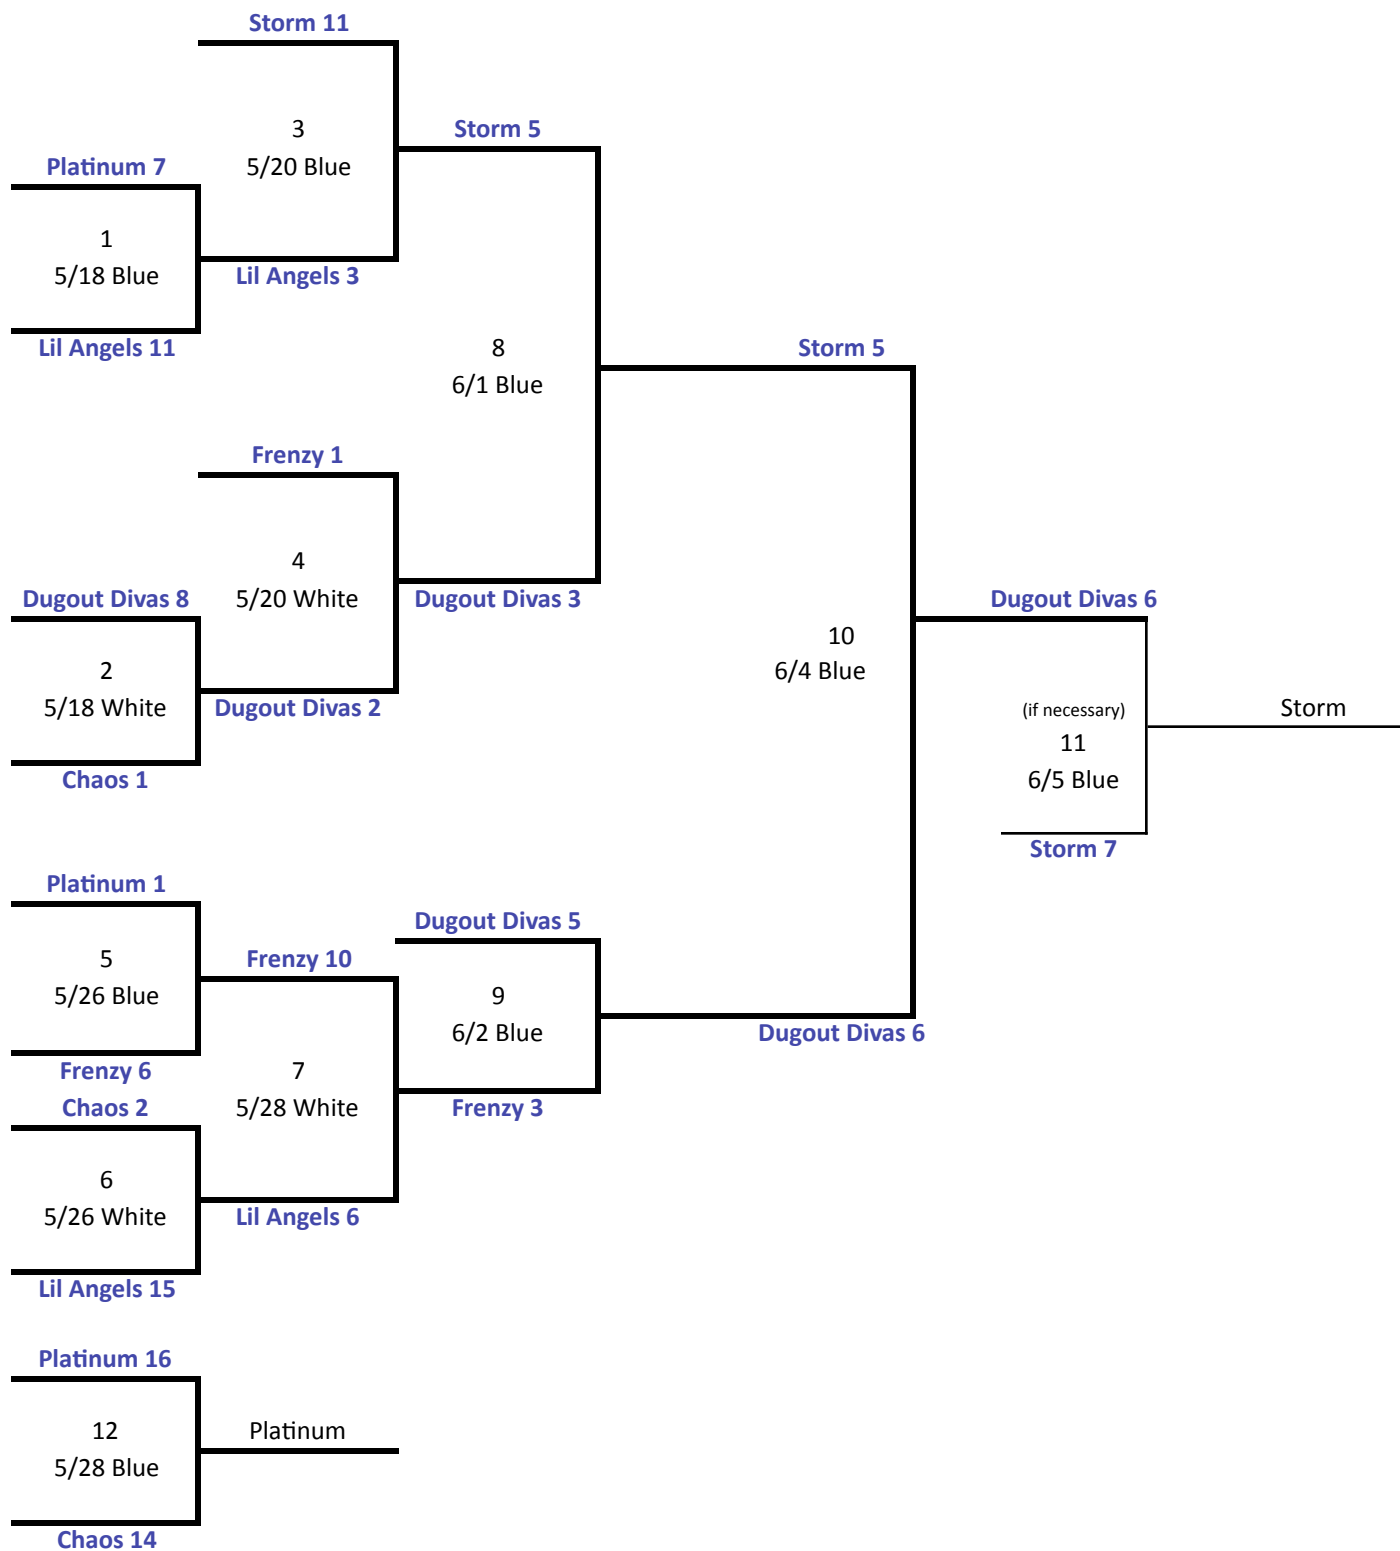 Storm 11
3
5/20 Blue
Storm 5
Platinum 7
1
5/18 Blue
Lil Angels 3
Lil Angels 11
8
6/1 Blue
Storm 5
Frenzy 1
4
5/20 White
Dugout Divas 8
Dugout Divas 3
Dugout Divas 6
2
5/18 White
Dugout Divas 2
10
6/4 Blue
Chaos 1
(if necessary)
11
6/5 Blue
Storm
Storm 7
Platinum 1
5
5/26 Blue
Frenzy 10
Dugout Divas 5
9
6/2 Blue
Dugout Divas 6
Frenzy 6
Chaos 2
7
5/28 White
Frenzy 3
6
5/26 White
Lil Angels 6
Lil Angels 15
Platinum 16
12
5/28 Blue
Platinum
Chaos 14